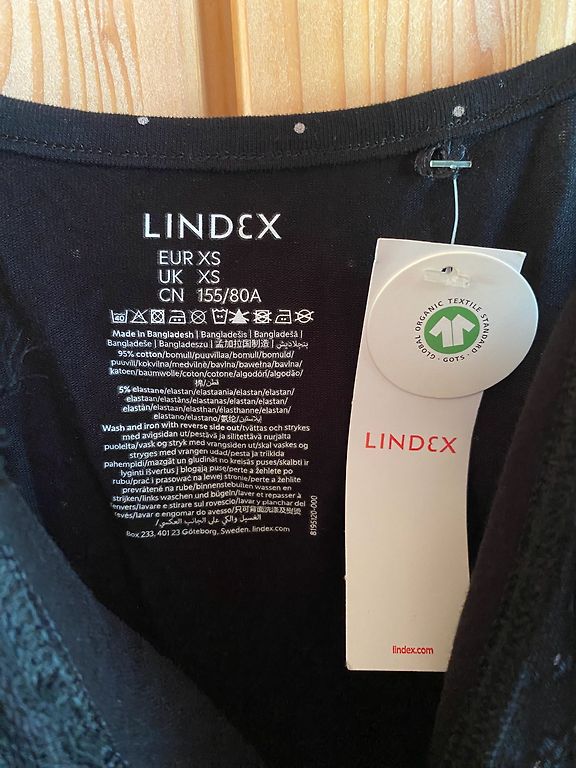 LINDEX
EUR XS
UK XS
CN 155/80A
40
Made in Bangladesh | Bangladešis | Bangladešā
Bangladeše | Bangladeszu | 孟加拉国制造 | بنجلاديش
95% cotton/bomull/puuvillaa/bomull/bomuld/
puuvill/kokvilna/medvilnė/bavlna/bawełna/bavlna/
katoen/baumwolle/coton/cotone/algodón/algodão/
棉/قطن
5% elastane/elastan/elastaania/elastan/elastan/
elastaan/elastāns/elastanas/elastan/elastan/
elastán/elastaan/elasthan/élasthanne/elastan/
elastano/elastano/氨纶/إيلاستين
Wash and iron with reverse side out/tvättas och strykes
med avigsidan ut/pestävä ja silitettävä nurjalta
puolelta/vask og stryk med vrangsiden ut/skal vaskes og
stryges med vrangen udad/pesta ja triikida
pahempidi/mazgāt un gludināt no kreisās puses/skalbti ir
lyginti išvertus į blogąją pusę/perte a žehlete po
rubu/prać i prasować na lewej stronie/perte a žehlite
prevrátené na rube/binnenstebuiten wassen en
strijken/links waschen und bügeln/laver et repasser à
l'envers/lavare e stirare sul rovescio/lavar y planchar del
revés/lavar e engomar do avesso/只可背面洗涤及熨烫
/الغسيل والكي على الجانب العكسي
Box 233, 401 23 Göteborg, Sweden. lindex.com
8195120-000
GLOBAL ORGANIC TEXTILE STANDARD
· GOTS ·
LINDEX
lindex.com